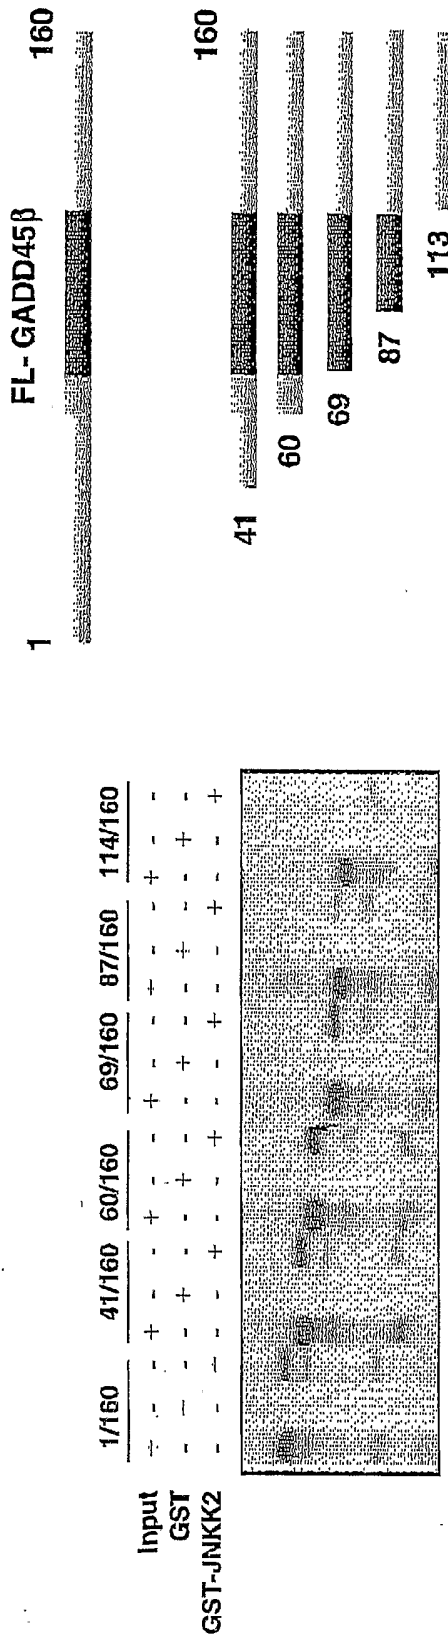 1/160 41/160 60/160 69/160 87/160 114/160
Input + - - + - - + - - + - - + - - + - -
GST - + - - + - - + - - + - - + - - + -
GST-JNKK2 - - + - - + - - + - - + - - + - - +
FL- GADD45β
1 160
160
41
60
69
87
113